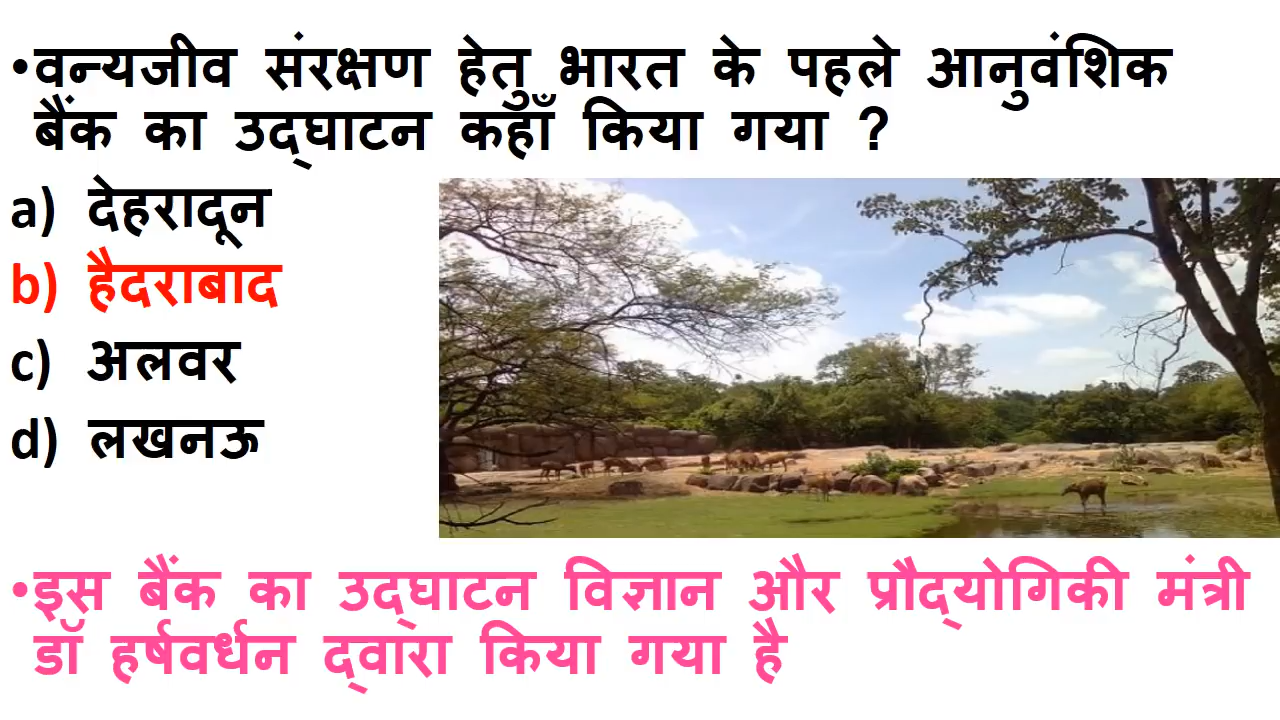 •वन्यजीव संरक्षण हेतु भारत के पहले आनुवंशिक
बैंक का उद्‌घाटन कहाँ किया गया ?
a) देहरादून
b) हैदराबाद
c) अलवर
d) लखनऊ
•इस बैंक का उद्‌घाटन विज्ञान और प्रौद्‌योगिकी मंत्री
डॉ हर्षवर्धन द्‌वारा किया गया है